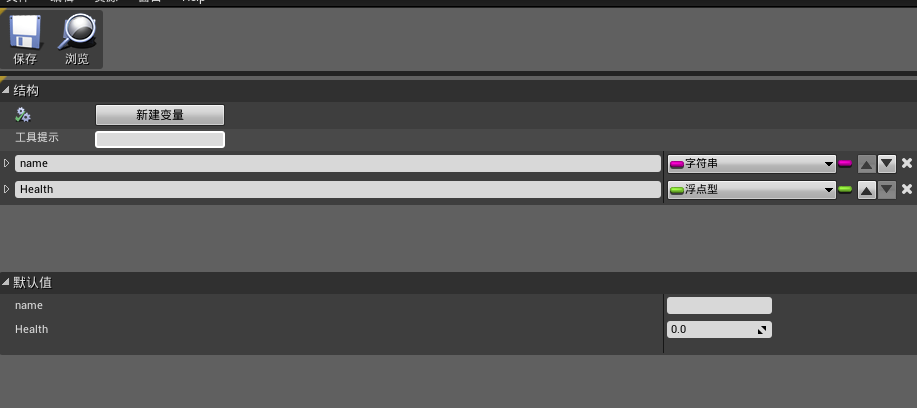 保存 浏览
结构
新建变量
工具提示
name 字符串
Health 浮点型
默认值
name
Health 0.0